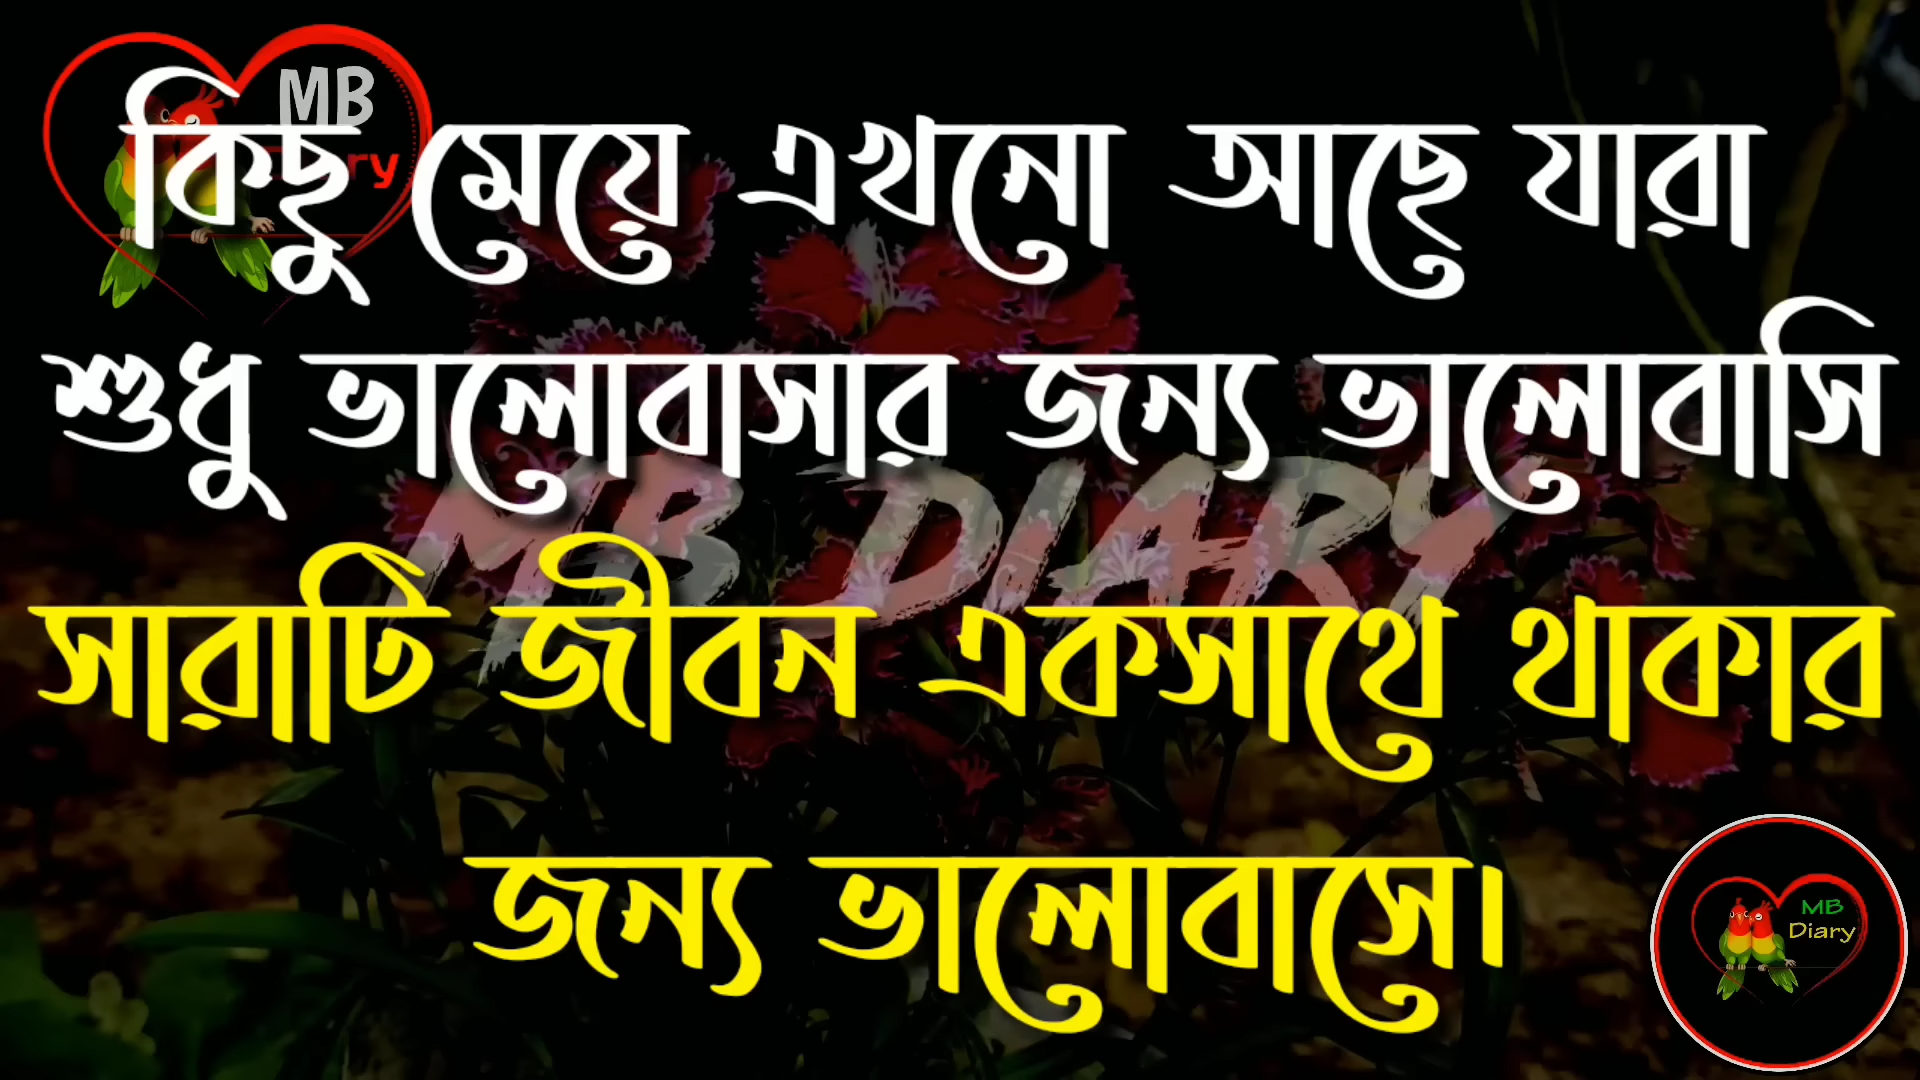 MB
Diary
কিছু মেয়ে এখনো আছে যারা
শুধু ভালোবাসার জন্য ভালোবাসি
MB DIARY
সারাটি জীবন একসাথে থাকার
জন্য ভালোবাসে।
MB
Diary